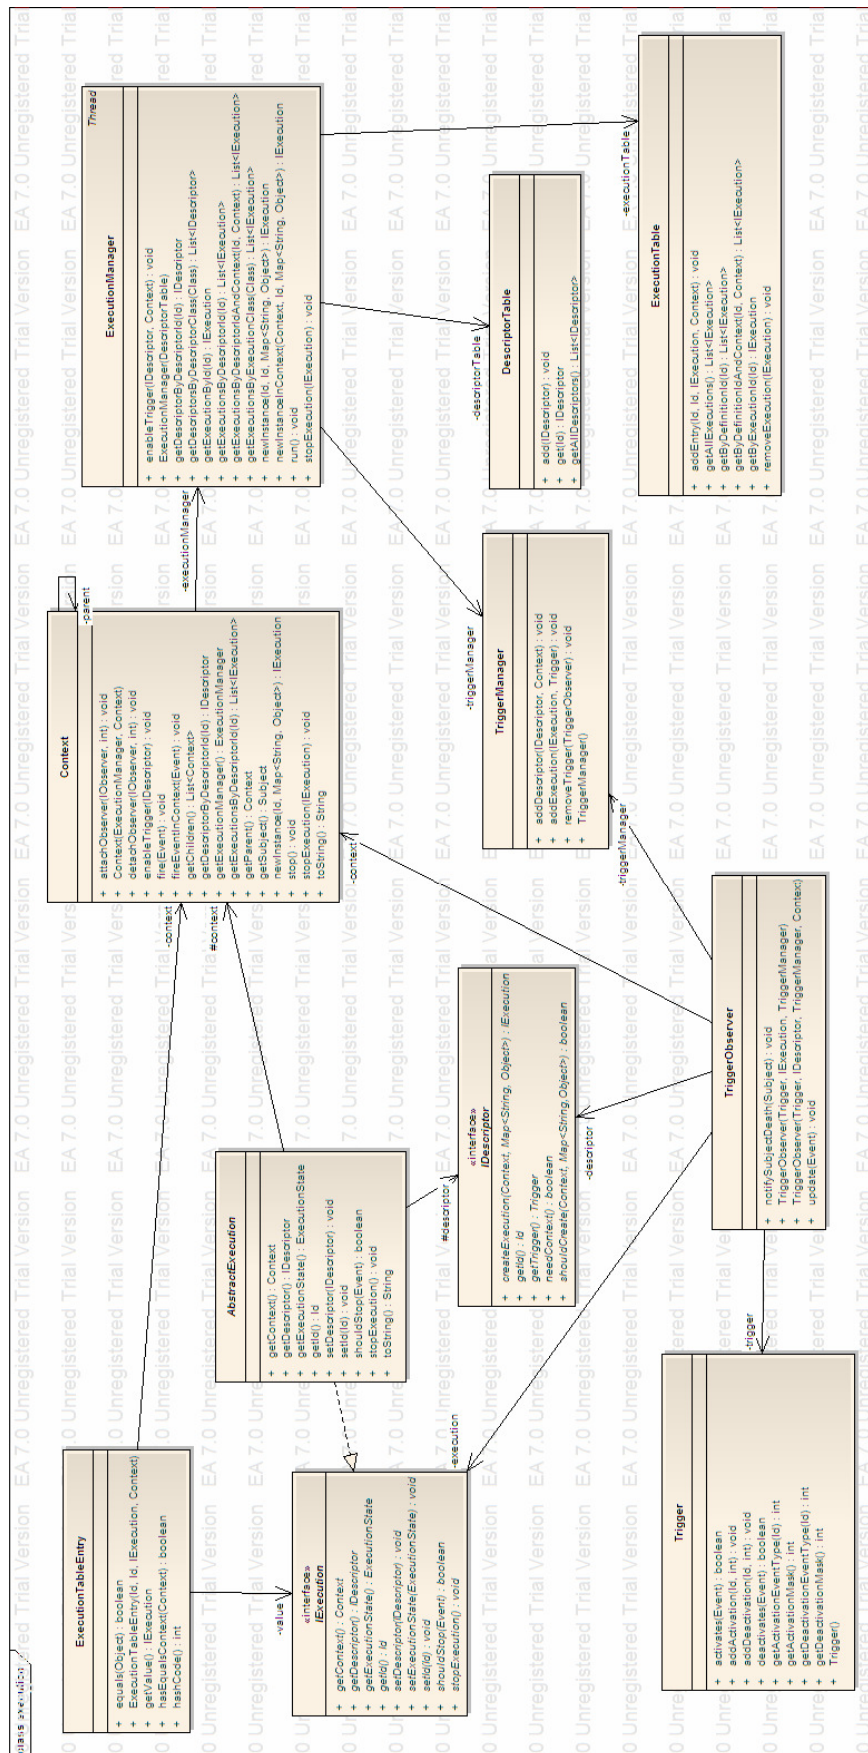 class Execution
ExecutionTableEntry
+ equals(Object) : boolean
+ ExecutionTableEntry(Id, Id, IExecution, Context)
+ getValue() : IExecution
+ hasEqualsContext(Context) : boolean
+ hashCode() : int
-value
«interface»
IExecution
+ getContext() : Context
+ getDescriptor() : IDescriptor
+ getExecutionState() : ExecutionState
+ getId() : Id
+ setDescriptor(IDescriptor) : void
+ setExecutionState(ExecutionState) : void
+ setId(Id) : void
+ shouldStop(Event) : boolean
+ stopExecution() : void
-execution
Trigger
+ activates(Event) : boolean
+ addActivation(Id, int) : void
+ addDeactivation(Id, int) : void
+ deactivates(Event) : boolean
+ getActivationEventType(Id) : int
+ getActivationMask() : int
+ getDeactivationEventType(Id) : int
+ getDeactivationMask() : int
+ Trigger()
-trigger
AbstractExecution
+ getContext() : Context
+ getDescriptor() : IDescriptor
+ getExecutionState() : ExecutionState
+ getId() : Id
+ setDescriptor(IDescriptor) : void
+ setId(Id) : void
+ shouldStop(Event) : boolean
+ stopExecution() : void
+ toString() : String
#descriptor
«interface»
IDescriptor
+ createExecution(Context, Map<String, Object>) : IExecution
+ getId() : Id
+ getTrigger() : Trigger
+ needContext() : boolean
+ shouldCreate(Context, Map<String,Object>) : boolean
-descriptor
TriggerObserver
+ notifySubjectDeath(Subject) : void
+ TriggerObserver(Trigger, IExecution, TriggerManager)
+ TriggerObserver(Trigger, IDescriptor, TriggerManager, Context)
+ update(Event) : void
-context
#context
-context
Context
+ attachObserver(IObserver, int) : void
+ Context(ExecutionManager, Context)
+ detachObserver(IObserver, int) : void
+ enableTrigger(IDescriptor) : void
+ fire(Event) : void
+ fireEventInContext(Event) : void
+ getChildren() : List<Context>
+ getDescriptorByDescriptorId(Id) : IDescriptor
+ getExecutionManager() : ExecutionManager
+ getExecutionsByDescriptorId(Id) : List<IExecution>
+ getParent() : Context
+ getSubject() : Subject
+ newInstance(Id, Map<String, Object>) : IExecution
+ stop() : void
+ stopExecution(IExecution) : void
+ toString() : String
-parent
-executionManager
-triggerManager
TriggerManager
+ addDescriptor(IDescriptor, Context) : void
+ addExecution(IExecution, Trigger) : void
+ removeTrigger(TriggerObserver) : void
+ TriggerManager()
-triggerManager
Thread
ExecutionManager
+ enableTrigger(IDescriptor, Context) : void
+ ExecutionManager(DescriptorTable)
+ getDescriptorByDescriptorId(Id) : IDescriptor
+ getDescriptorsByDescriptorClass(Class) : List<IDescriptor>
+ getExecutionById(Id) : IExecution
+ getExecutionsByDescriptorId(Id) : List<IExecution>
+ getExecutionsByDescriptorIdAndContext(Id, Context) : List<IExecution>
+ getExecutionsByExecutionClass(Class) : List<IExecution>
+ newInstance(Id, Id, Map<String, Object>) : IExecution
+ newInstanceInContext(Context, Id, Map<String, Object>) : IExecution
+ run() : void
+ stopExecution(IExecution) : void
-descriptorTable
DescriptorTable
+ add(IDescriptor) : void
+ get(Id) : IDescriptor
+ getAllDescriptors() : List<IDescriptor>
-executionTable
ExecutionTable
+ addEntry(Id, Id, IExecution, Context) : void
+ getAllExecutions() : List<IExecution>
+ getByDefinitionId(Id) : List<IExecution>
+ getByDefinitionIdAndContext(Id, Context) : List<IExecution>
+ getByExecutionId(Id) : IExecution
+ removeExecution(IExecution) : void
EA 7.0 Unregistered Trial Version